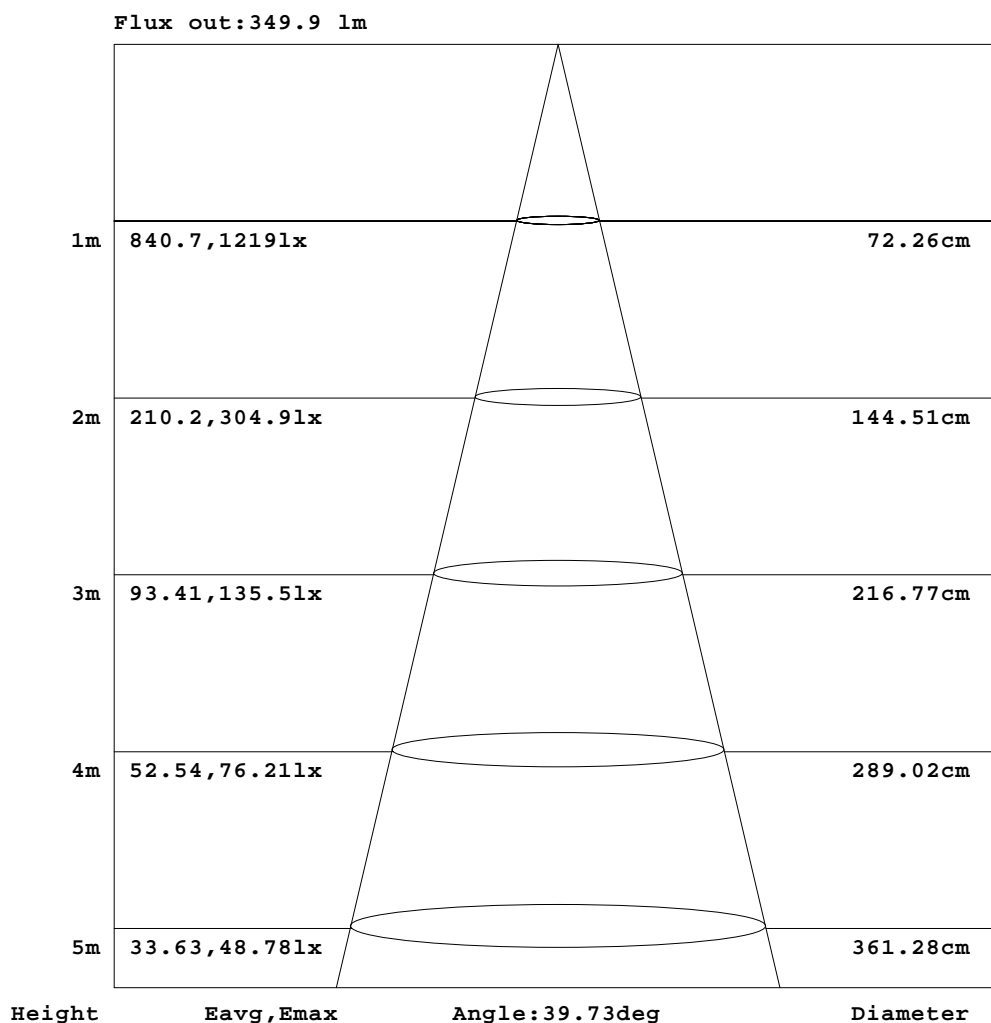 Flux out:349.9 lm
1m 840.7,1219lx 72.26cm
2m 210.2,304.9lx 144.51cm
3m 93.41,135.5lx 216.77cm
4m 52.54,76.21lx 289.02cm
5m 33.63,48.78lx 361.28cm
Height Eavg,Emax Angle:39.73deg Diameter